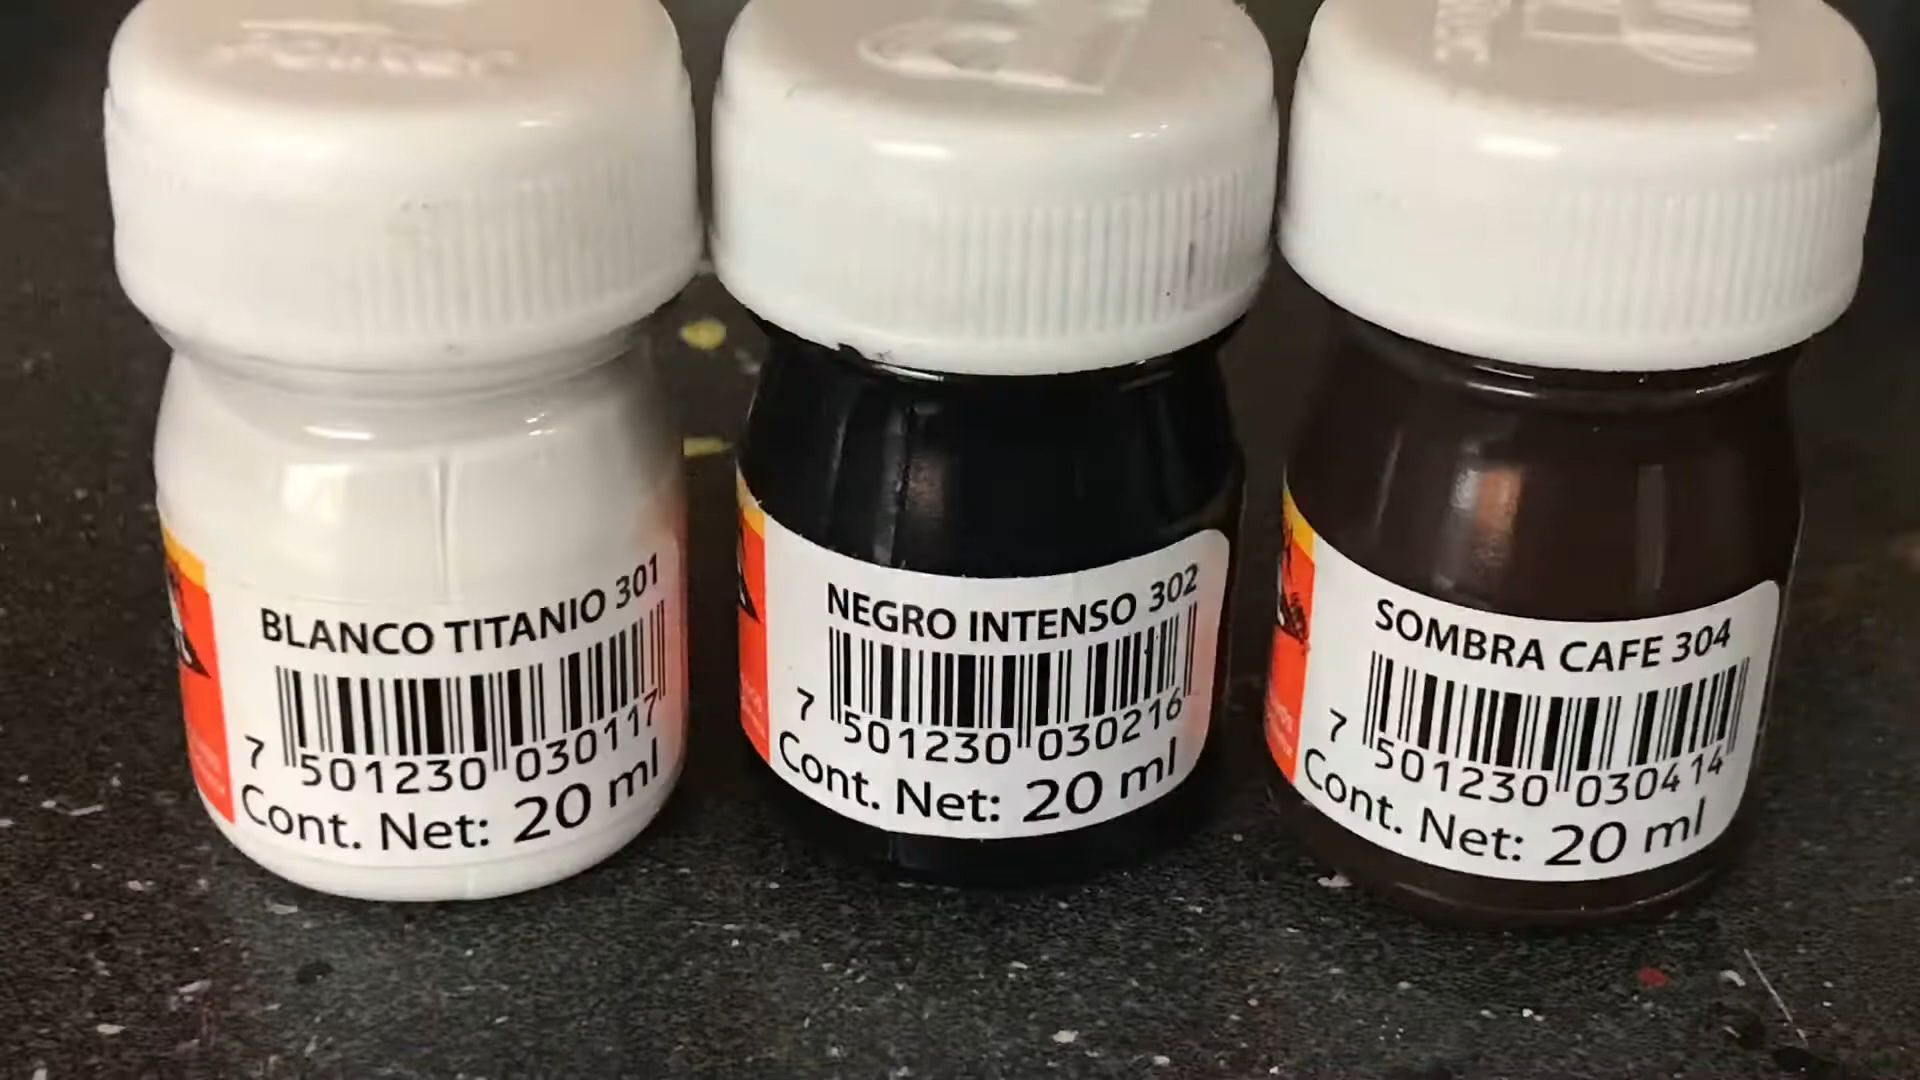 BLANCO TITANIO 301
7 501230 030117
Cont. Net: 20 ml
NEGRO INTENSO 302
7 501230 030216
Cont. Net: 20 ml
SOMBRA CAFE 304
7 501230 030414
Cont. Net: 20 ml